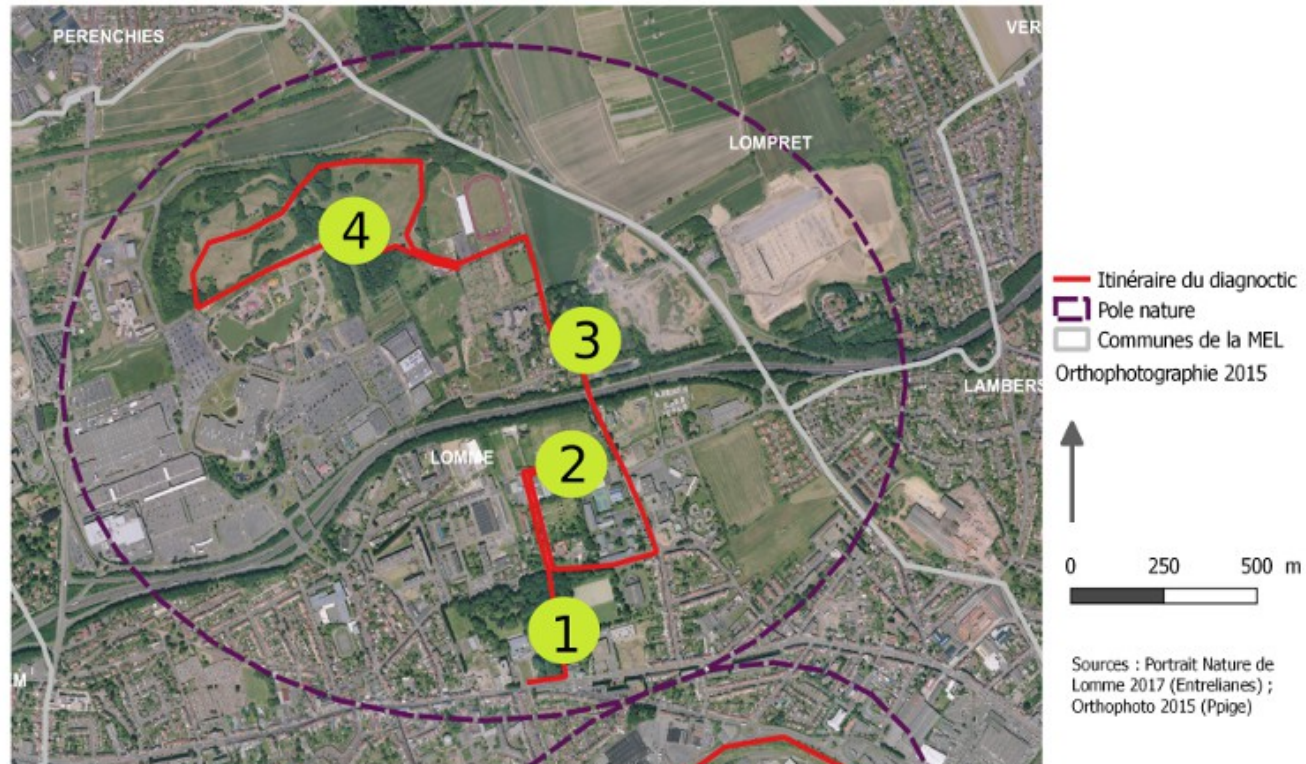 PERENCHIES
VER
LOMPRET
4
3
LAMBERS
LOMME
2
1
M
Itinéraire du diagnoctic
Pole nature
Communes de la MEL
Orthophotographie 2015
0 250 500 m
Sources : Portrait Nature de
Lomme 2017 (Entrelianes) ;
Orthophoto 2015 (Ppige)